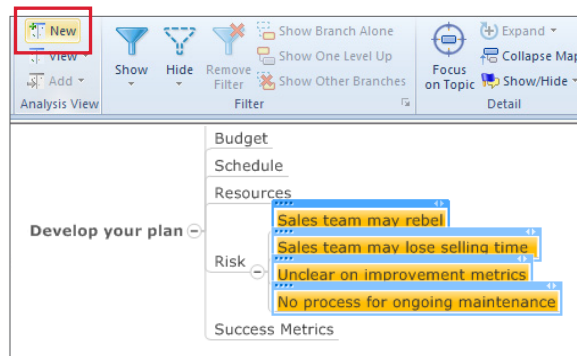 New
View
Add
Analysis View
Show
Hide
Remove Filter
Show Branch Alone
Show One Level Up
Show Other Branches
Filter
Focus on Topic
Expand
Collapse Map
Show/Hide
Detail
Budget
Schedule
Resources
Develop your plan
Risk
Sales team may rebel
Sales team may lose selling time
Unclear on improvement metrics
No process for ongoing maintenance
Success Metrics